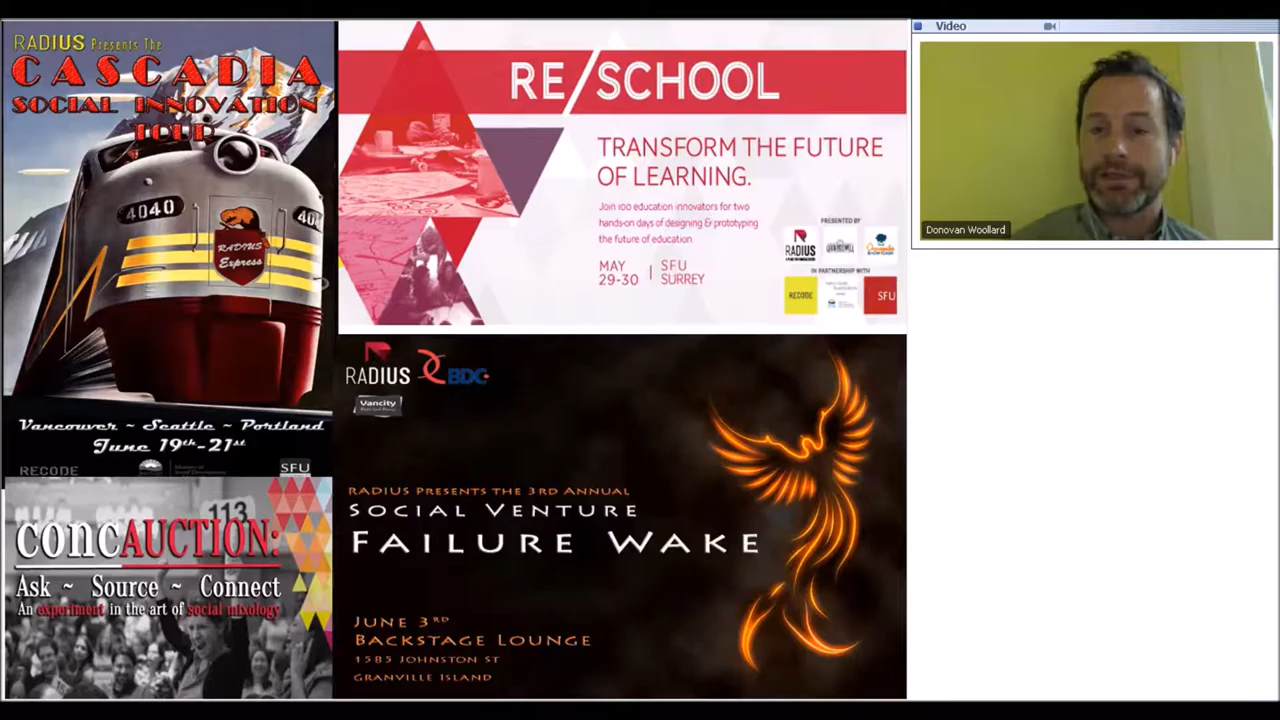 RADIUS Presents The
CASCADIA
SOCIAL INNOVATION
TOUR
4040
40
RADIUS
Express
Vancouver ~ Seattle ~ Portland
June 19th-21st
RECODE
SFU
RE/SCHOOL
TRANSFORM THE FUTURE
OF LEARNING.
Join 100 education innovators for two
hands-on days of designing & prototyping
the future of education
MAY
29-30
SFU
SURREY
PRESENTED BY
RADIUS
IN PARTNERSHIP WITH
RECODE
SFU
113
concAUCTION:
Ask ~ Source ~ Connect
An experiment in the art of social mixology
RADIUS
BDC
Vancity
RADIUS PRESENTS THE 3RD ANNUAL
SOCIAL VENTURE
FAILURE WAKE
JUNE 3RD
BACKSTAGE LOUNGE
1585 JOHNSTON ST
GRANVILLE ISLAND
Video
Donovan Woollard